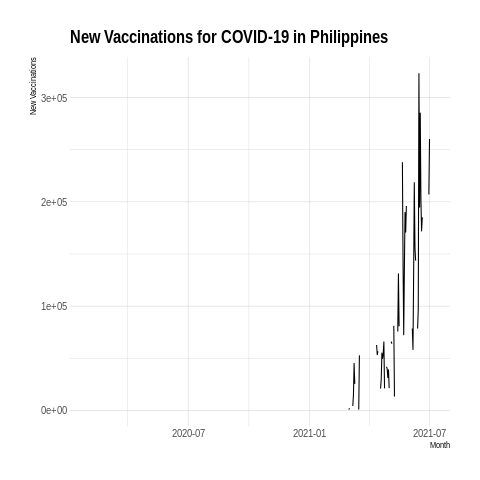 New Vaccinations for COVID-19 in Philippines
New Vaccinations
3e+05
2e+05
1e+05
0e+00
2020-07
2021-01
2021-07
Month